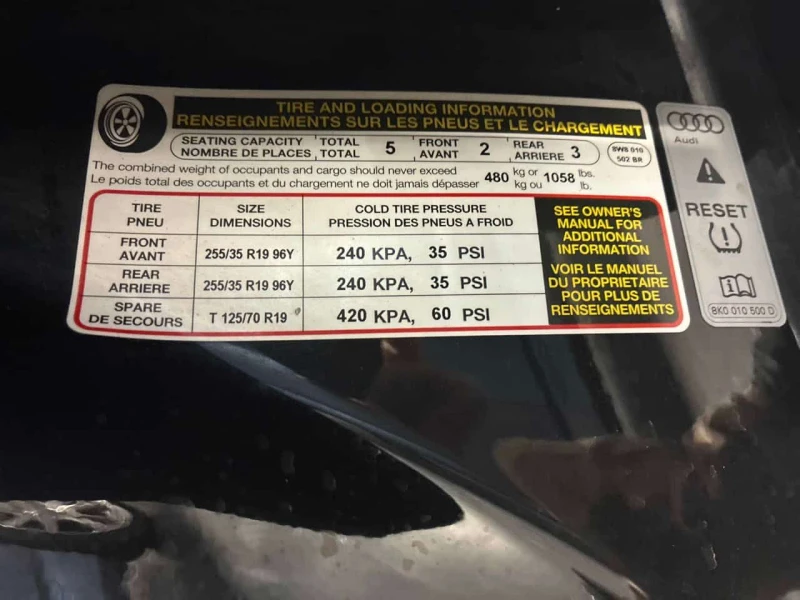 TIRE AND LOADING INFORMATION
RENSEIGNEMENTS SUR LES PNEUS ET LE CHARGEMENT
SEATING CAPACITY TOTAL 5 FRONT 2 REAR 3
NOMBRE DE PLACES TOTAL AVANT ARRIERE
8W8 010
502 BR
The combined weight of occupants and cargo should never exceed 480 kg or 1058 lbs.
Le poids total des occupants et du chargement ne doit jamais dépasser kg ou lb.
TIRE SIZE COLD TIRE PRESSURE
PNEU DIMENSIONS PRESSION DES PNEUS A FROID
FRONT
AVANT 255/35 R19 96Y 240 KPA, 35 PSI
REAR
ARRIERE 255/35 R19 96Y 240 KPA, 35 PSI
SPARE
DE SECOURS T 125/70 R19 420 KPA, 60 PSI
SEE OWNER'S
MANUAL FOR
ADDITIONAL
INFORMATION
VOIR LE MANUEL
DU PROPRIETAIRE
POUR PLUS DE
RENSEIGNEMENTS
Audi
RESET
8K0 010 500 D